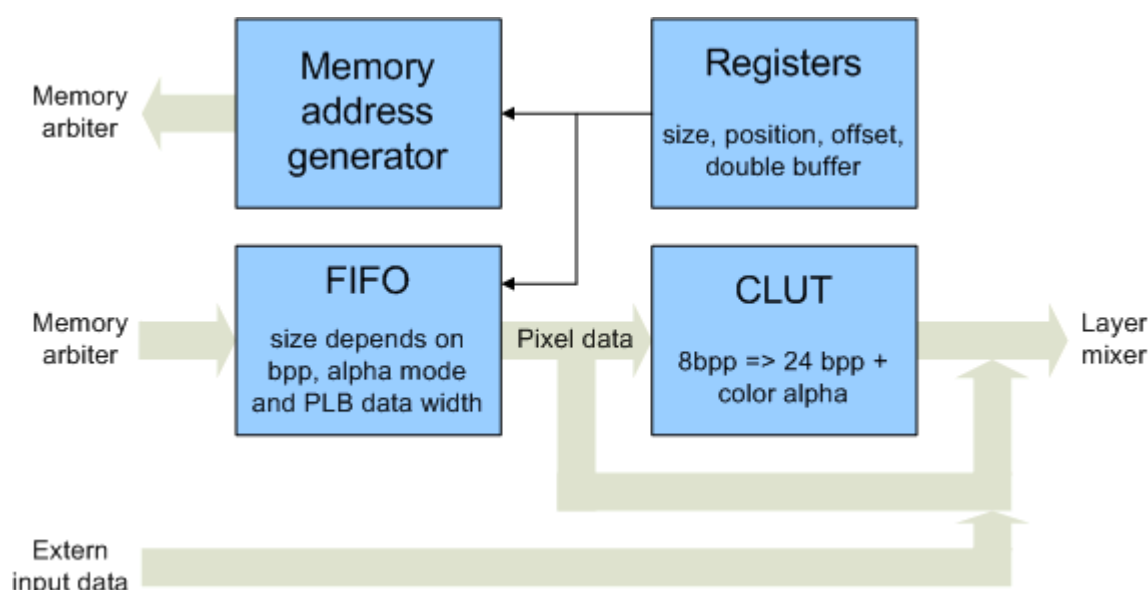 Memory
arbiter
Memory
address
generator
Registers
size, position, offset,
double buffer
Memory
arbiter
FIFO
size depends on
bpp, alpha mode
and PLB data width
Pixel data
CLUT
8bpp => 24 bpp +
color alpha
Layer
mixer
Extern
input data